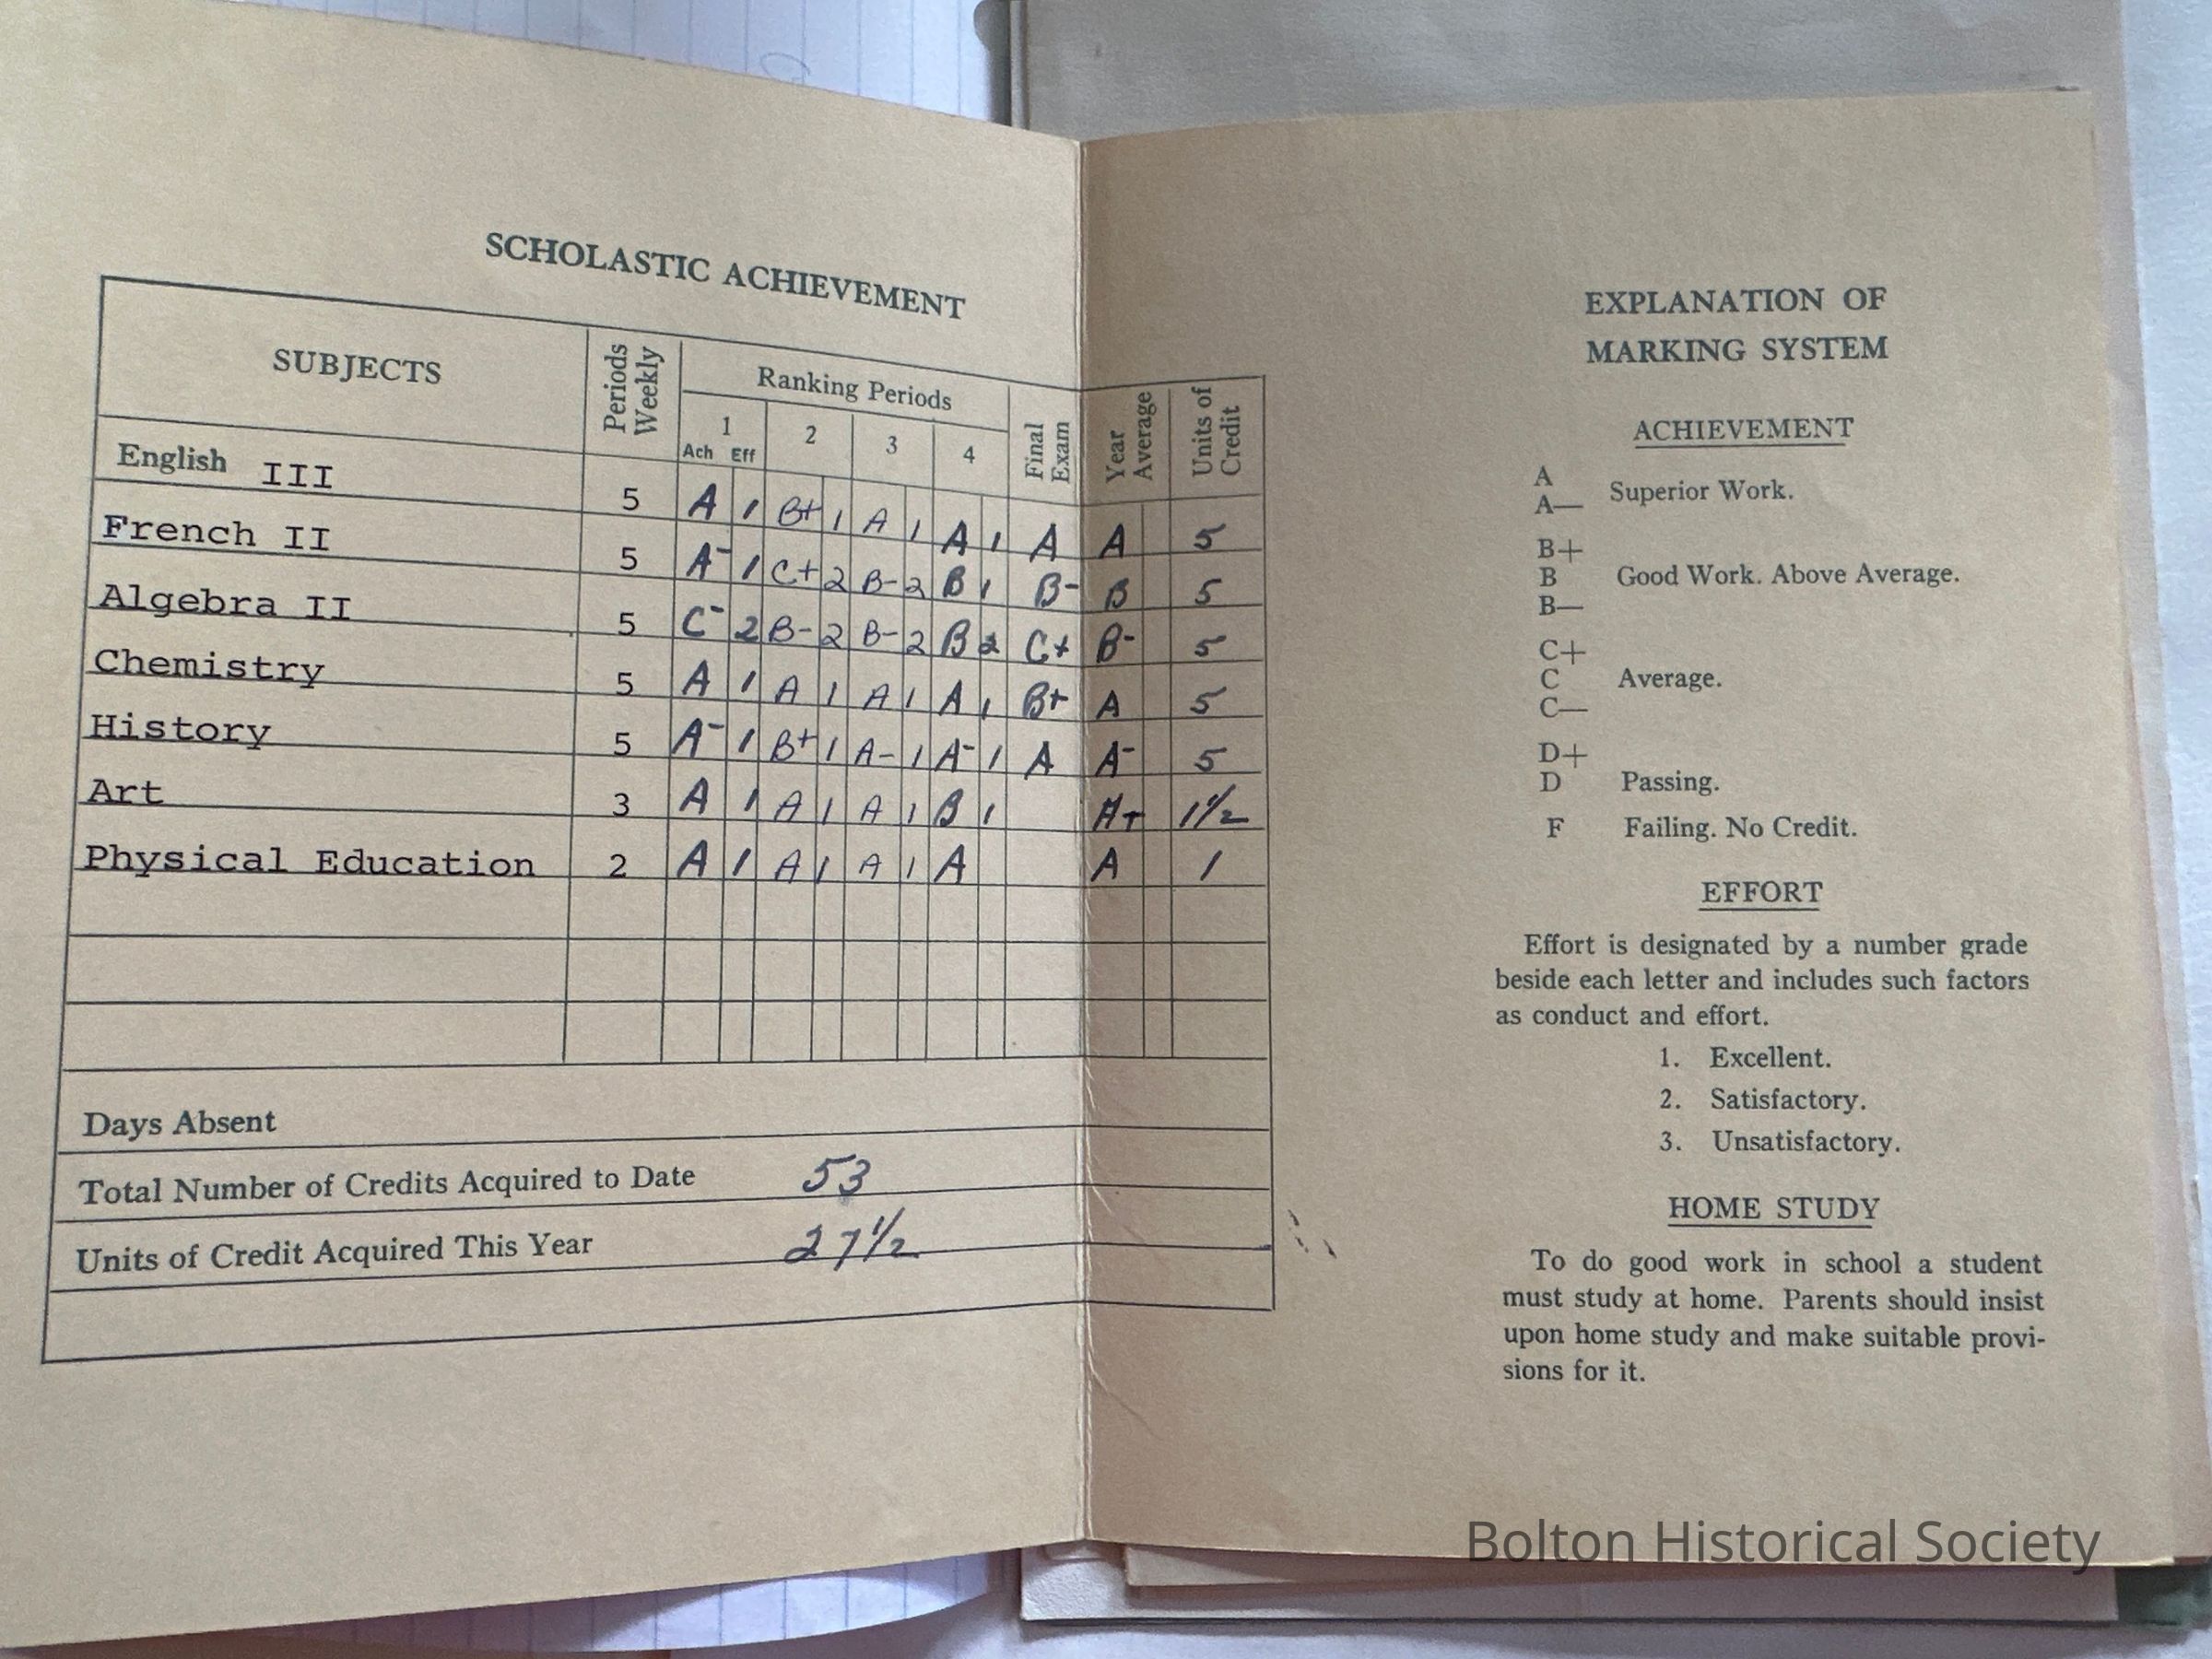 SCHOLASTIC ACHIEVEMENT
SUBJECTS Periods Weekly Ranking Periods Final Exam Year Average Units of Credit
1 2 3 4
Ach Eff
English III 5 A 1 B+ 1 A 1 A 1 A A 5
French II 5 A- 1 C+ 2 B- 2 B 1 B- B 5
Algebra II 5 C- 2 B- 2 B- 2 B 2 C+ B- 5
Chemistry 5 A 1 A 1 A 1 A 1 B+ A 5
History 5 A- 1 B+ 1 A- 1 A- 1 A A- 5
Art 3 A 1 A 1 A 1 B 1 A+ 1 1/2
Physical Education 2 A 1 A 1 A 1 A A 1
Days Absent
Total Number of Credits Acquired to Date 53
Units of Credit Acquired This Year 27 1/2
EXPLANATION OF
MARKING SYSTEM
ACHIEVEMENT
A
A— Superior Work.
B+
B Good Work. Above Average.
B—
C+
C Average.
C—
D+
D Passing.
F Failing. No Credit.
EFFORT
Effort is designated by a number grade
beside each letter and includes such factors
as conduct and effort.
1. Excellent.
2. Satisfactory.
3. Unsatisfactory.
HOME STUDY
To do good work in school a student
must study at home. Parents should insist
upon home study and make suitable provi-
sions for it.
Bolton Historical Society